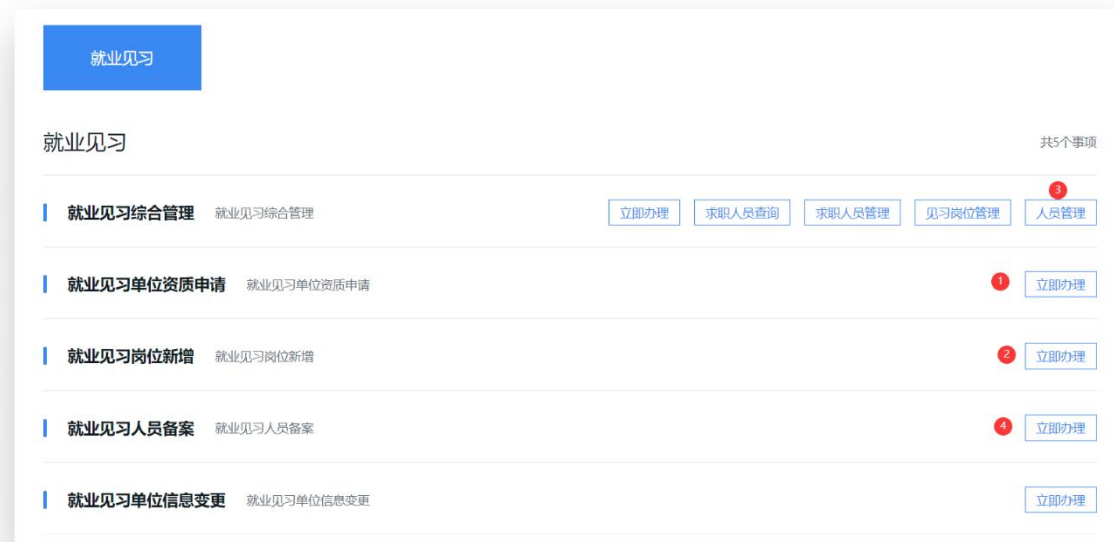 就业见习
就业见习 共5个事项
3
就业见习综合管理 就业见习综合管理 立即办理 求职人员查询 求职人员管理 见习岗位管理 人员管理
就业见习单位资质申请 就业见习单位资质申请 1 立即办理
就业见习岗位新增 就业见习岗位新增 2 立即办理
就业见习人员备案 就业见习人员备案 4 立即办理
就业见习单位信息变更 就业见习单位信息变更 立即办理